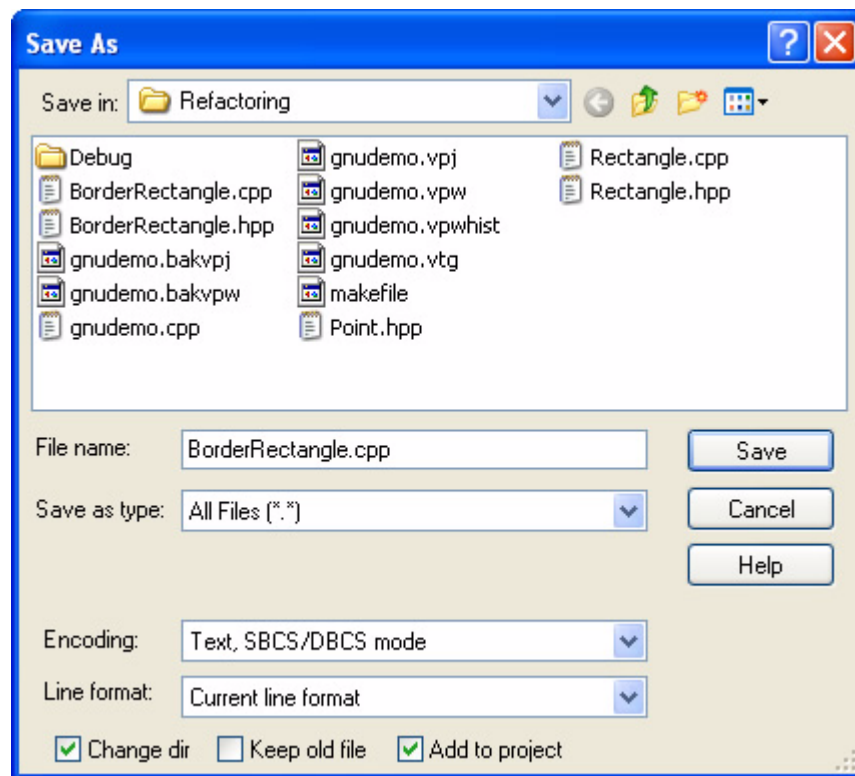 Save As
Save in: Refactoring
Debug
BorderRectangle.cpp
BorderRectangle.hpp
gnudemo.bakvpj
gnudemo.bakvpw
gnudemo.cpp
gnudemo.vpj
gnudemo.vpw
gnudemo.vpwhist
gnudemo.vtg
makefile
Point.hpp
Rectangle.cpp
Rectangle.hpp
File name: BorderRectangle.cpp
Save
Save as type: All Files (*.*)
Cancel
Help
Encoding: Text, SBCS/DBCS mode
Line format: Current line format
Change dir Keep old file Add to project